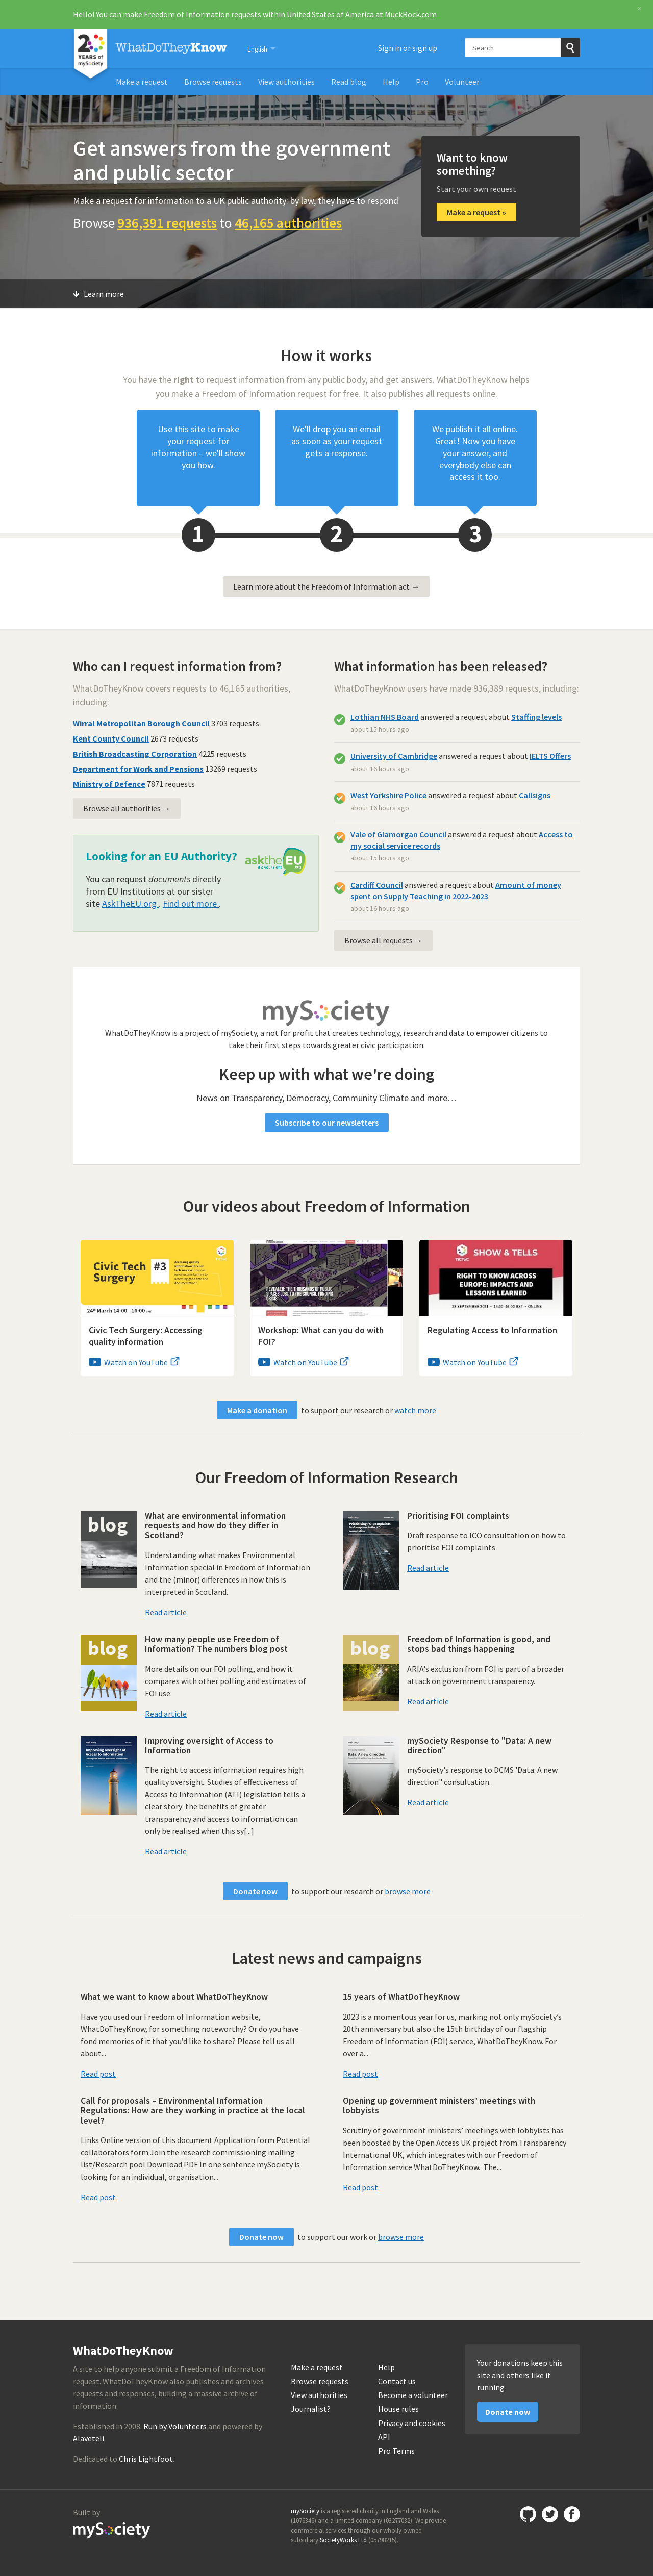 Hello! You can make Freedom of Information requests within United States of America at MuckRock.com
×
20
YEARS of
mySociety
WhatDoTheyKnow
English
Sign in or sign up
Search
Make a request
Browse requests
View authorities
Read blog
Help
Pro
Volunteer
Get answers from the government
and public sector
Make a request for information to a UK public authority: by law, they have to respond
Browse 936,391 requests to 46,165 authorities
Want to know
something?
Start your own request
Make a request »
Learn more
How it works
You have the right to request information from any public body, and get answers. WhatDoTheyKnow helps
you make a Freedom of Information request for free. It also publishes all requests online.
Use this site to make
your request for
information – we'll show
you how.
We'll drop you an email
as soon as your request
gets a response.
We publish it all online.
Great! Now you have
your answer, and
everybody else can
access it too.
1
2
3
Learn more about the Freedom of Information act →
Who can I request information from?
WhatDoTheyKnow covers requests to 46,165 authorities,
including:
Wirral Metropolitan Borough Council 3703 requests
Kent County Council 2673 requests
British Broadcasting Corporation 4225 requests
Department for Work and Pensions 13269 requests
Ministry of Defence 7871 requests
Browse all authorities →
Looking for an EU Authority?
asktheEU
it's your right
You can request documents directly
from EU Institutions at our sister
site AskTheEU.org . Find out more .
What information has been released?
WhatDoTheyKnow users have made 936,389 requests, including:
Lothian NHS Board answered a request about Staffing levels
about 15 hours ago
University of Cambridge answered a request about IELTS Offers
about 16 hours ago
West Yorkshire Police answered a request about Callsigns
about 16 hours ago
Vale of Glamorgan Council answered a request about Access to
my social service records
about 15 hours ago
Cardiff Council answered a request about Amount of money
spent on Supply Teaching in 2022-2023
about 16 hours ago
Browse all requests →
mySociety
WhatDoTheyKnow is a project of mySociety, a not for profit that creates technology, research and data to empower citizens to
take their first steps towards greater civic participation.
Keep up with what we're doing
News on Transparency, Democracy, Community Climate and more…
Subscribe to our newsletters
Our videos about Freedom of Information
Civic Tech
Surgery
#3
24th March 14:00 - 16:00
Civic Tech Surgery: Accessing
quality information
Watch on YouTube
REVEALED: THE THOUSANDS OF PUBLIC
SPACES LOST TO THE COUNCIL FUNDING
CRISIS
Workshop: What can you do with
FOI?
Watch on YouTube
SHOW & TELLS
RIGHT TO KNOW ACROSS
EUROPE: IMPACTS AND
LESSONS LEARNED
Regulating Access to Information
Watch on YouTube
Make a donation to support our research or watch more
Our Freedom of Information Research
blog
What are environmental information
requests and how do they differ in
Scotland?
Understanding what makes Environmental
Information special in Freedom of Information
and the (minor) differences in how this is
interpreted in Scotland.
Read article
Prioritising FOI complaints
Draft response to ICO consultation on how to
prioritise FOI complaints
Read article
blog
How many people use Freedom of
Information? The numbers blog post
More details on our FOI polling, and how it
compares with other polling and estimates of
FOI use.
Read article
blog
Freedom of Information is good, and
stops bad things happening
ARIA's exclusion from FOI is part of a broader
attack on government transparency.
Read article
Improving oversight of
Access to Information
Improving oversight of Access to
Information
The right to access information requires high
quality oversight. Studies of effectiveness of
Access to Information (ATI) legislation tells a
clear story: the benefits of greater
transparency and access to information can
only be realised when this sy[...]
Read article
Data: A new direction
mySociety Response to "Data: A new
direction"
mySociety's response to DCMS 'Data: A new
direction" consultation.
Read article
Donate now to support our research or browse more
Latest news and campaigns
What we want to know about WhatDoTheyKnow
Have you used our Freedom of Information website,
WhatDoTheyKnow, for something noteworthy? Or do you have
fond memories of it that you'd like to share? Please tell us all
about...
Read post
15 years of WhatDoTheyKnow
2023 is a momentous year for us, marking not only mySociety's
20th anniversary but also the 15th birthday of our flagship
Freedom of Information (FOI) service, WhatDoTheyKnow. For
over a...
Read post
Call for proposals – Environmental Information
Regulations: How are they working in practice at the local
level?
Links Online version of this document Application form Potential
collaborators form Join the research commissioning mailing
list/Research pool Download PDF In one sentence mySociety is
looking for an individual, organisation...
Read post
Opening up government ministers' meetings with
lobbyists
Scrutiny of government ministers' meetings with lobbyists has
been boosted by the Open Access UK project from Transparency
International UK, which integrates with our Freedom of
Information service WhatDoTheyKnow. The...
Read post
Donate now to support our work or browse more
WhatDoTheyKnow
A site to help anyone submit a Freedom of Information
request. WhatDoTheyKnow also publishes and archives
requests and responses, building a massive archive of
information.
Established in 2008. Run by Volunteers and powered by
Alaveteli.
Dedicated to Chris Lightfoot.
Make a request
Browse requests
View authorities
Journalist?
Help
Contact us
Become a volunteer
House rules
Privacy and cookies
API
Pro Terms
Your donations keep this
site and others like it
running
Donate now
Built by
mySociety
mySociety is a registered charity in England and Wales
(1076346) and a limited company (03277032). We provide
commercial services through our wholly owned
subsidiary SocietyWorks Ltd (05798215).